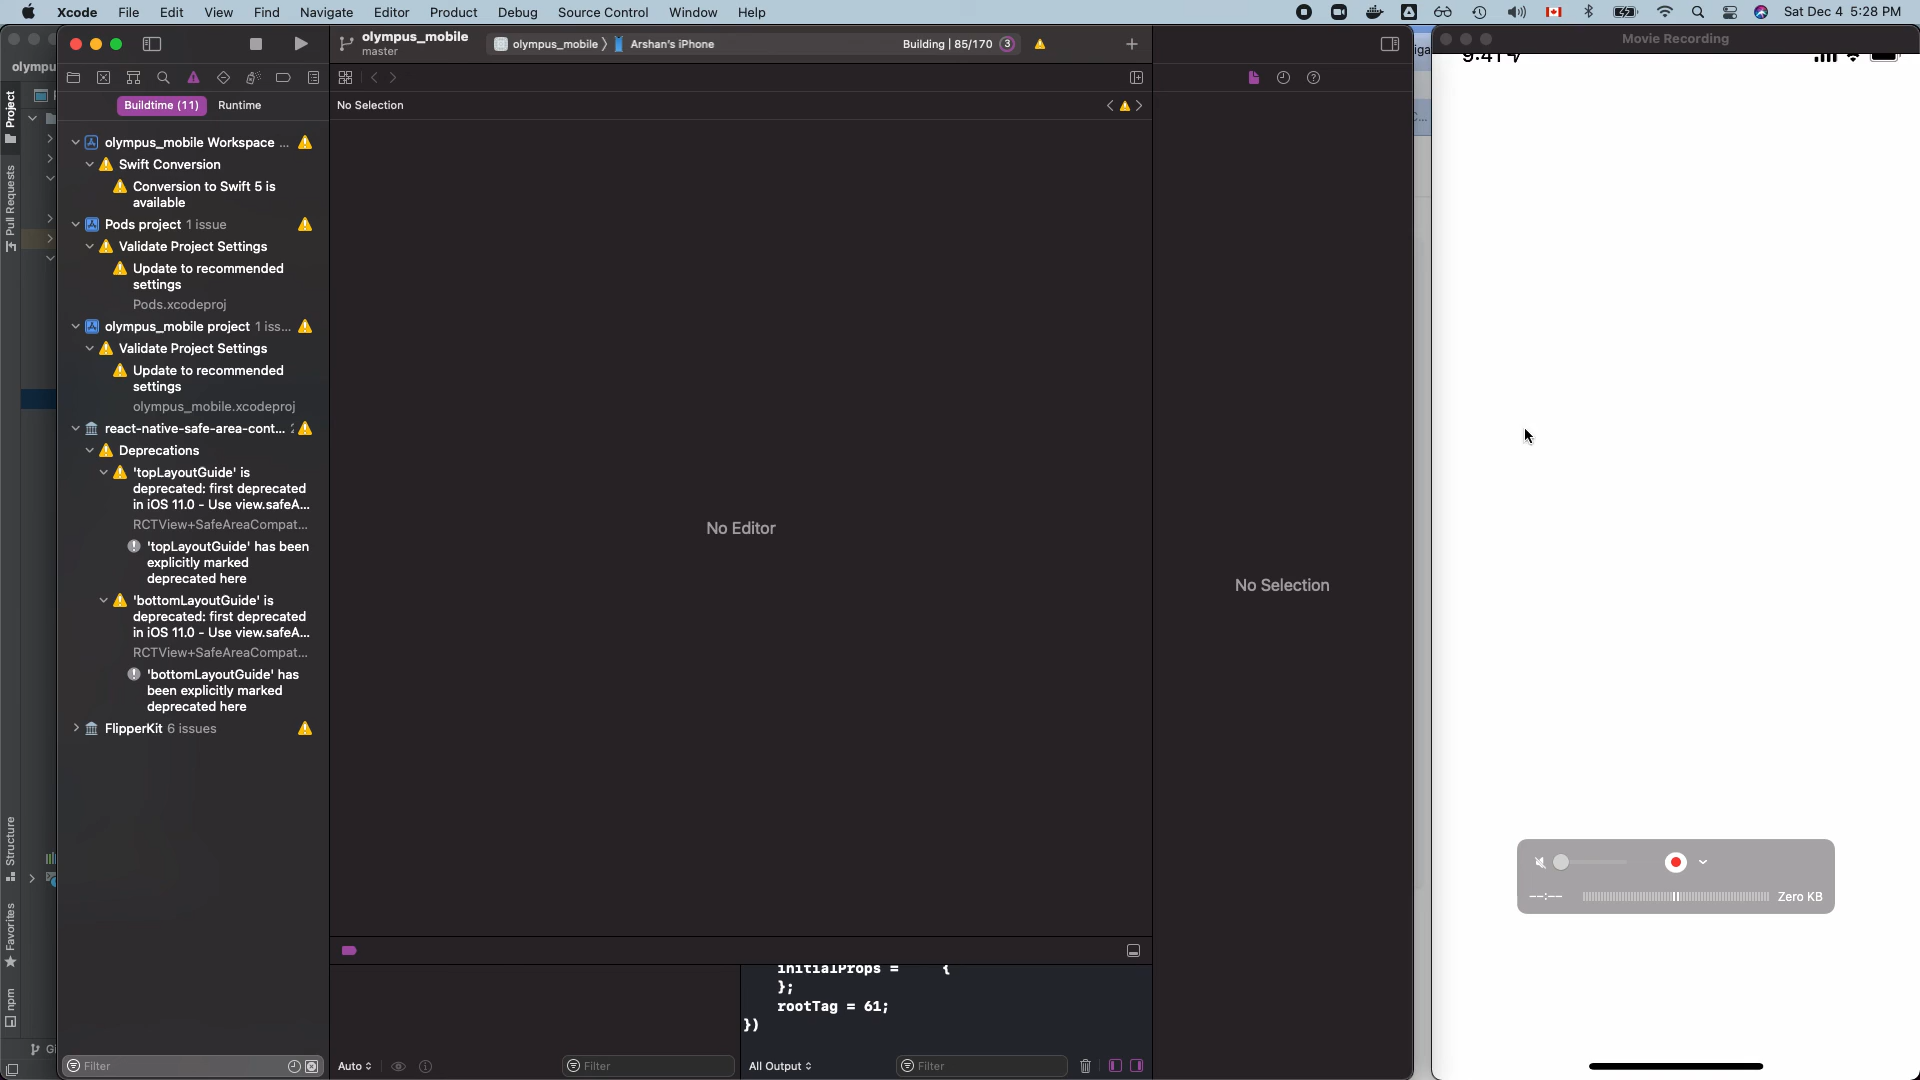 Xcode File Edit View Find Navigate Editor Product Debug Source Control Window Help
Sat Dec 4 5:28 PM
olympus_mobile
master
olympus_mobile
Arshan's iPhone
Building | 85/170
3
Movie Recording
9:41
Buildtime (11)
Runtime
No Selection
olympus_mobile Workspace ...
Swift Conversion
Conversion to Swift 5 is
available
Pods project 1 issue
Validate Project Settings
Update to recommended
settings
Pods.xcodeproj
olympus_mobile project 1 iss...
Validate Project Settings
Update to recommended
settings
olympus_mobile.xcodeproj
react-native-safe-area-cont...
Deprecations
'topLayoutGuide' is
deprecated: first deprecated
in iOS 11.0 - Use view.safeA...
RCTView+SafeAreaCompat...
'topLayoutGuide' has been
explicitly marked
deprecated here
'bottomLayoutGuide' is
deprecated: first deprecated
in iOS 11.0 - Use view.safeA...
RCTView+SafeAreaCompat...
'bottomLayoutGuide' has
been explicitly marked
deprecated here
FlipperKit 6 issues
Filter
No Editor
No Selection
initialProps = {
};
rootTag = 61;
})
Auto
Filter
All Output
Filter
--:--
Zero KB
olympu
Project
Pull Requests
Structure
Favorites
npm